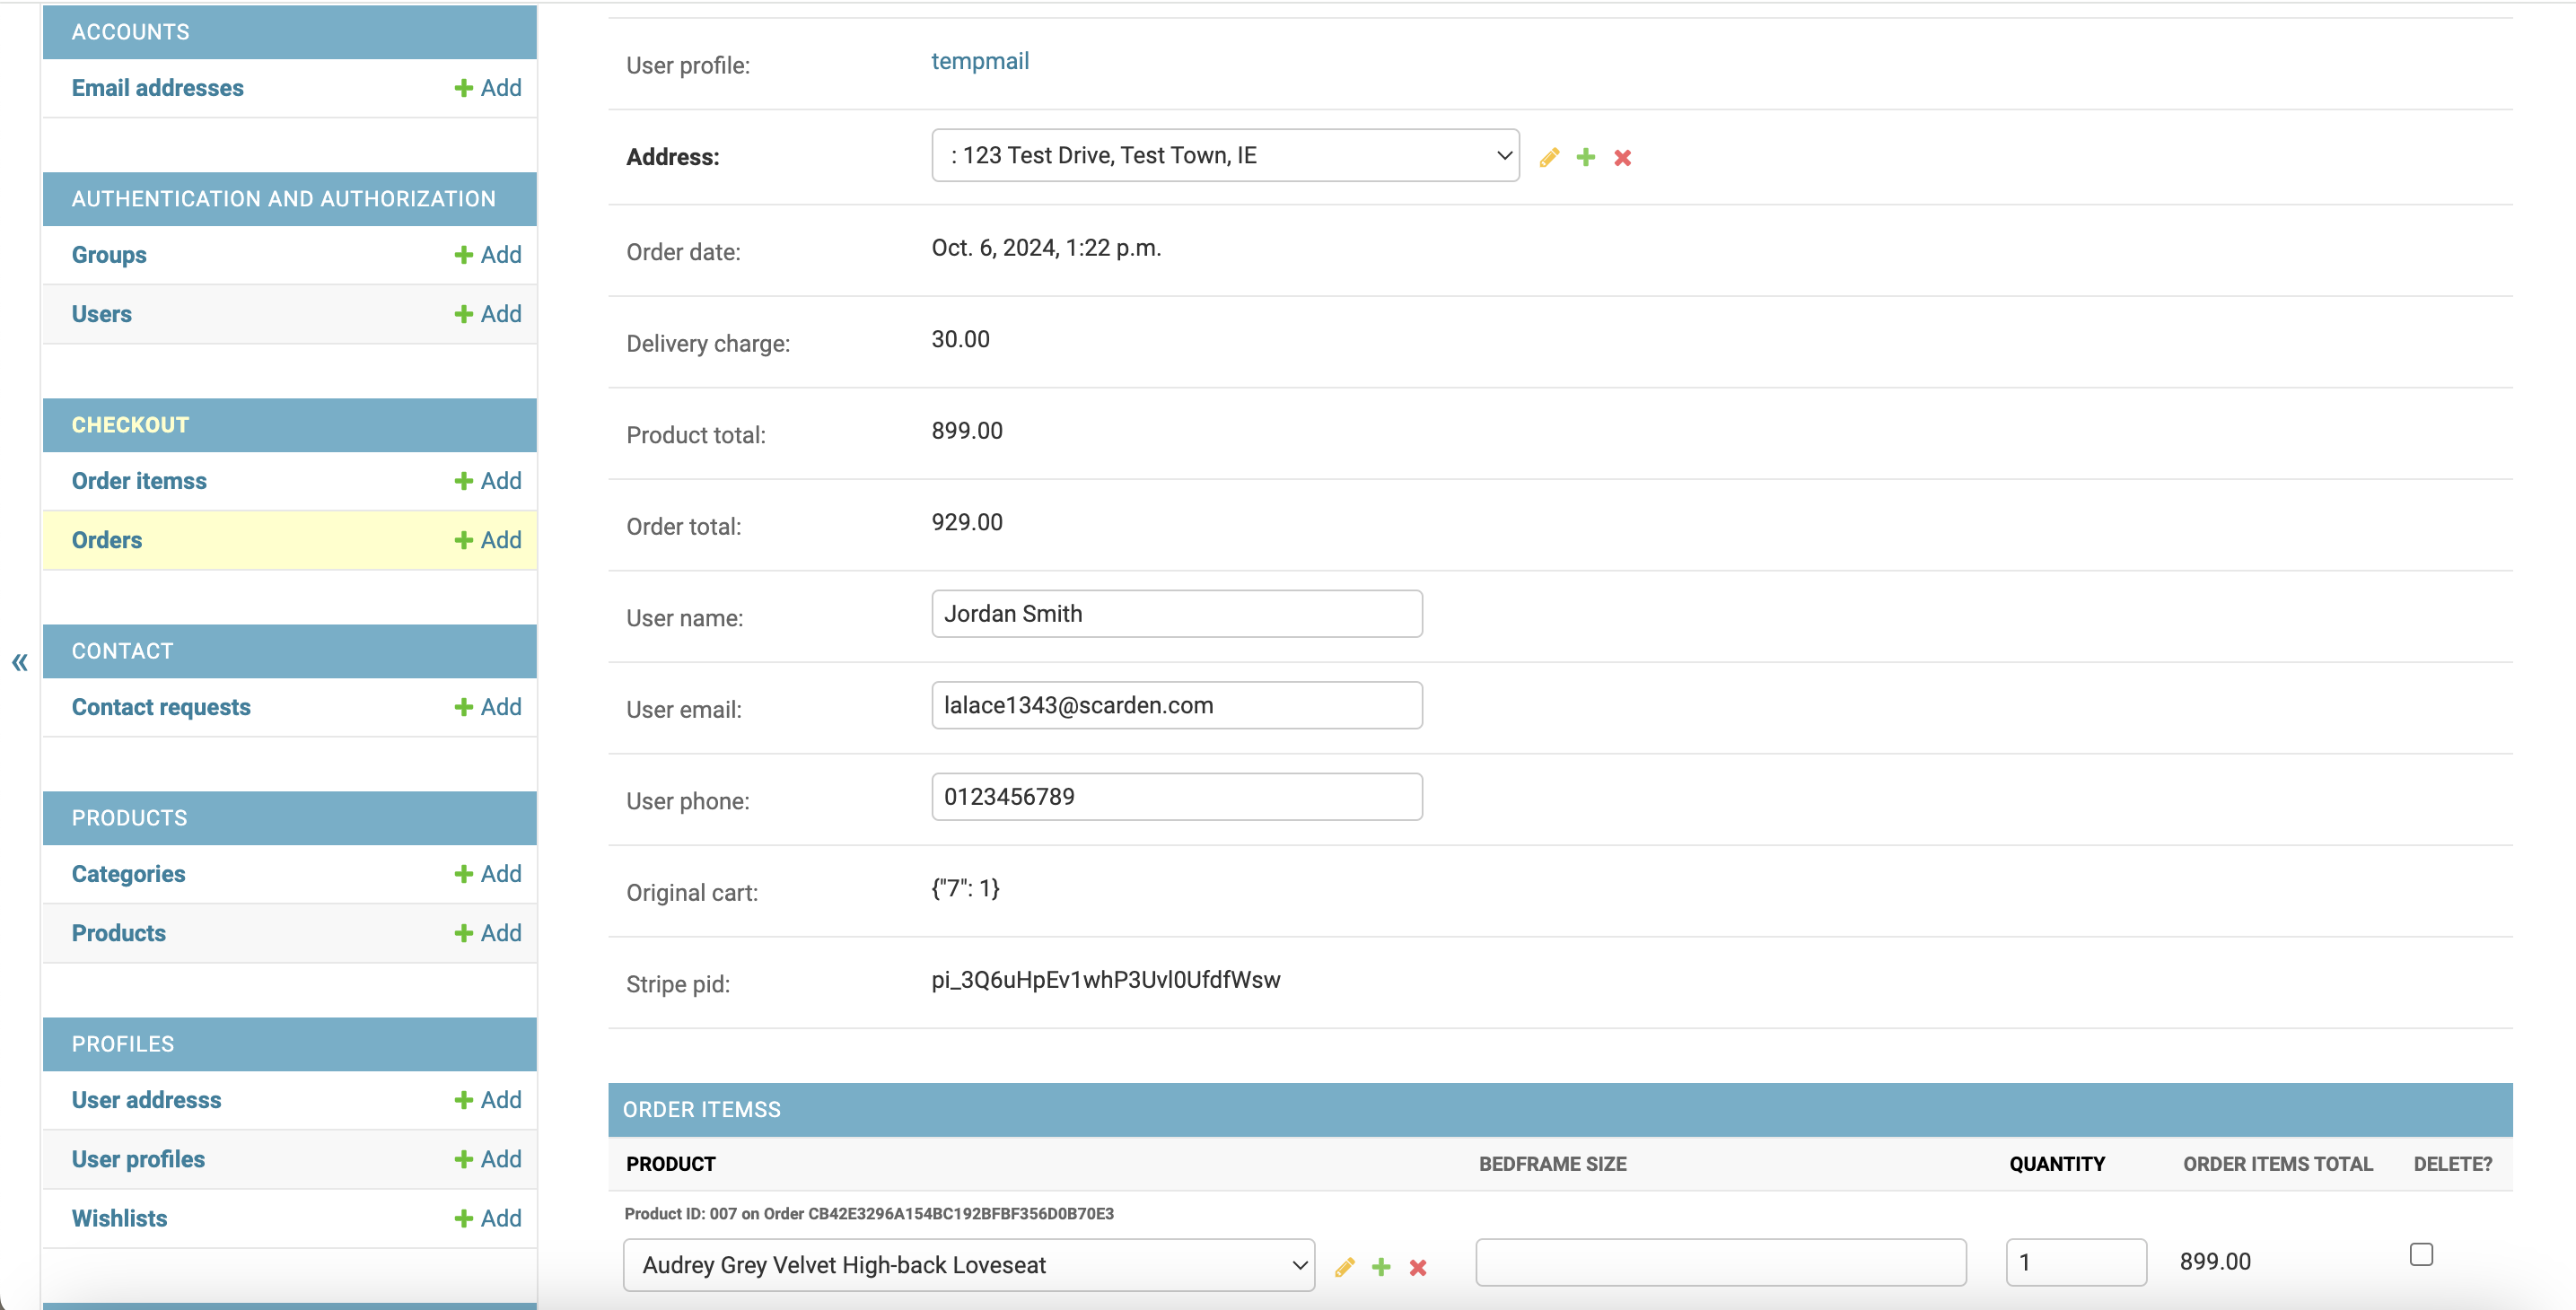 ACCOUNTS
Email addresses Add
AUTHENTICATION AND AUTHORIZATION
Groups Add
Users Add
CHECKOUT
Order itemss Add
Orders Add
CONTACT
Contact requests Add
PRODUCTS
Categories Add
Products Add
PROFILES
User addresss Add
User profiles Add
Wishlists Add
«
User profile: tempmail
Address: : 123 Test Drive, Test Town, IE
Order date: Oct. 6, 2024, 1:22 p.m.
Delivery charge: 30.00
Product total: 899.00
Order total: 929.00
User name: Jordan Smith
User email: lalace1343@scarden.com
User phone: 0123456789
Original cart: {"7": 1}
Stripe pid: pi_3Q6uHpEv1whP3Uvl0UfdfWsw
ORDER ITEMSS
PRODUCT BEDFRAME SIZE QUANTITY ORDER ITEMS TOTAL DELETE?
Product ID: 007 on Order CB42E3296A154BC192BFBF356D0B70E3
Audrey Grey Velvet High-back Loveseat 1 899.00